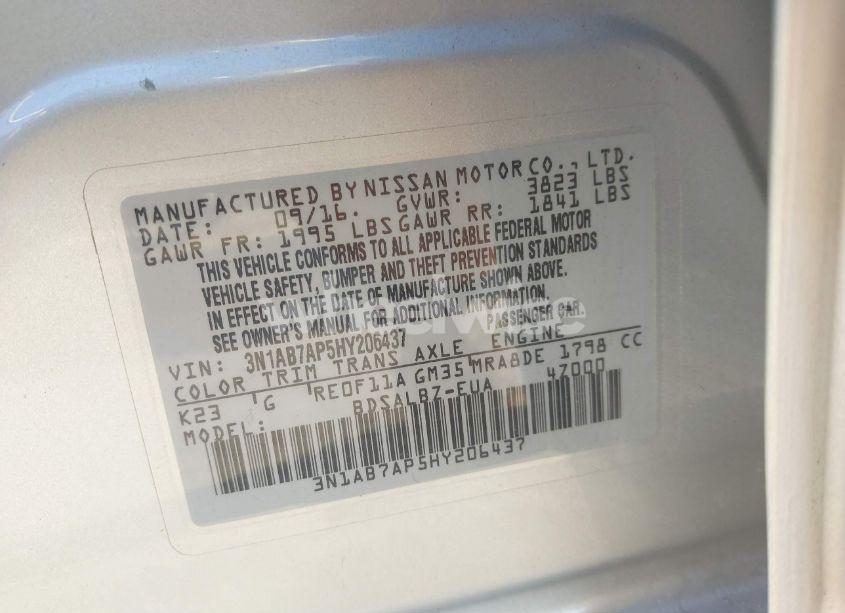 MANUFACTURED BY NISSAN MOTOR CO., LTD.
DATE: 09/16. GVWR: 3823 LBS
GAWR FR: 1995 LBS GAWR RR: 1841 LBS
THIS VEHICLE CONFORMS TO ALL APPLICABLE FEDERAL MOTOR
VEHICLE SAFETY, BUMPER AND THEFT PREVENTION STANDARDS
IN EFFECT ON THE DATE OF MANUFACTURE SHOWN ABOVE.
SEE OWNER'S MANUAL FOR ADDITIONAL INFORMATION.
VIN: 3N1AB7AP5HY206437 PASSENGER CAR.
COLOR TRIM TRANS AXLE ENGINE
K23 G RE0F11A GM35 MRA8DE 1798 CC
MODEL: BDSALB7-EUA 4Z000
3N1AB7AP5HY206437